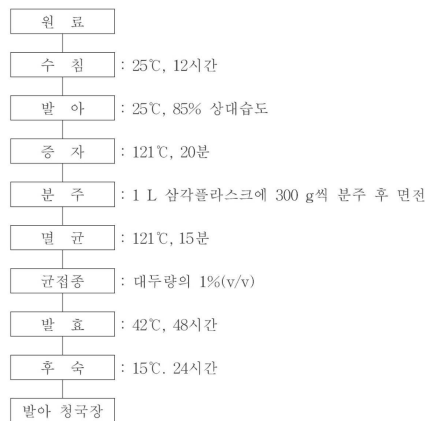 원 료
수 침 : 25℃, 12시간
발 아 : 25℃, 85% 상대습도
증 자 : 121℃, 20분
분 주 : 1 L 삼각플라스크에 300 g씩 분주 후 면전
멸 균 : 121℃, 15분
균접종 : 대두량의 1%(v/v)
발 효 : 42℃, 48시간
후 숙 : 15℃. 24시간
발아 청국장